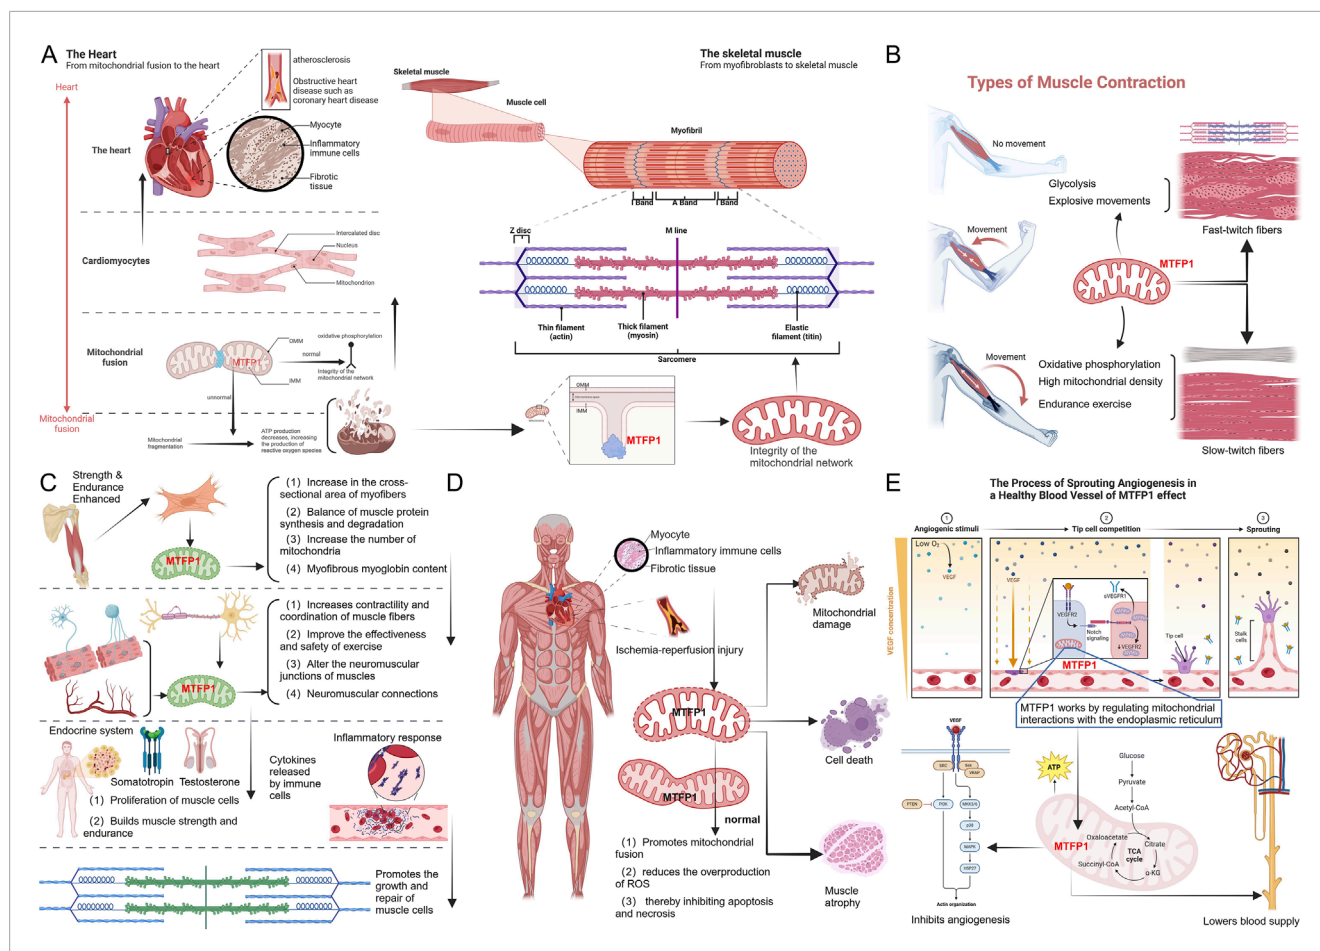 A
The Heart
From mitochondrial fusion to the heart
Heart
The heart
Cardiomyocytes
Mitochondrial
fusion
Mitochondrial
fusion
atherosclerosis
Obstructive heart
disease such as
coronary heart disease
Myocyte
Inflammatory
immune cells
Fibrotic
tissue
Intercalated disc
Nucleus
Mitochondrion
OMM
MTFP1
IMM
normal
oxidative phosphorylation
Integrity of the
mitochondrial network
unnormal
Mitochondrial
fragmentation
ATP production
decreases, increasing
the production of
reactive oxygen species
The skeletal muscle
From myofibroblasts to skeletal muscle
Skeletal muscle
Muscle cell
Myofibril
I Band
A Band
I Band
Z disc
M line
Thin filament
(actin)
Thick filament
(myosin)
Elastic
filament (titin)
Sarcomere
OMM
IMM
MTFP1
Integrity of the
mitochondrial network
B
Types of Muscle Contraction
No movement
Movement
Movement
Glycolysis
Explosive movements
MTFP1
Oxidative phosphorylation
High mitochondrial density
Endurance exercise
Fast-twitch fibers
Slow-twitch fibers
C
Strength &
Endurance
Enhanced
MTFP1
(1) Increase in the cross-
sectional area of myofibers
(2) Balance of muscle protein
synthesis and degradation
(3) Increase the number of
mitochondria
(4) Myofibrous myoglobin content
MTFP1
(1) Increases contractility and
coordination of muscle fibers
(2) Improve the effectiveness
and safety of exercise
(3) Alter the neuromuscular
junctions of muscles
(4) Neuromuscular connections
Endocrine system
Somatotropin
Testosterone
(1) Proliferation of muscle cells
(2) Builds muscle strength and
endurance
Cytokines
released
by immune
cells
Inflammatory response
Promotes the
growth and
repair of
muscle cells
D
Myocyte
Inflammatory immune cells
Fibrotic tissue
Ischemia-reperfusion injury
MTFP1
MTFP1
normal
(1) Promotes mitochondrial
fusion
(2) reduces the overproduction
of ROS
(3) thereby inhibiting apoptosis
and necrosis
Mitochondrial
damage
Cell death
Muscle
atrophy
E
The Process of Sprouting Angiogenesis in
a Healthy Blood Vessel of MTFP1 effect
1
2
3
Angiogenic stimuli
Tip cell competition
Sprouting
VEGF concentration
Low O₂
VEGF
VEGF
VEGFR2
sVEGFR1
Notch
signaling
VEGFR2
MTFP1
Tip cell
Stalk
cells
MTFP1 works by regulating mitochondrial
interactions with the endoplasmic reticulum
VEGF
SRC
Sck
VRAP
PTEN
PI3K
MKK3/6
p38
MAPK
HSP27
Actin organization
Inhibits angiogenesis
ATP
Glucose
Pyruvate
Acetyl-CoA
Oxaloacetate
Citrate
TCA
cycle
Succinyl-CoA
α-KG
MTFP1
Lowers blood supply